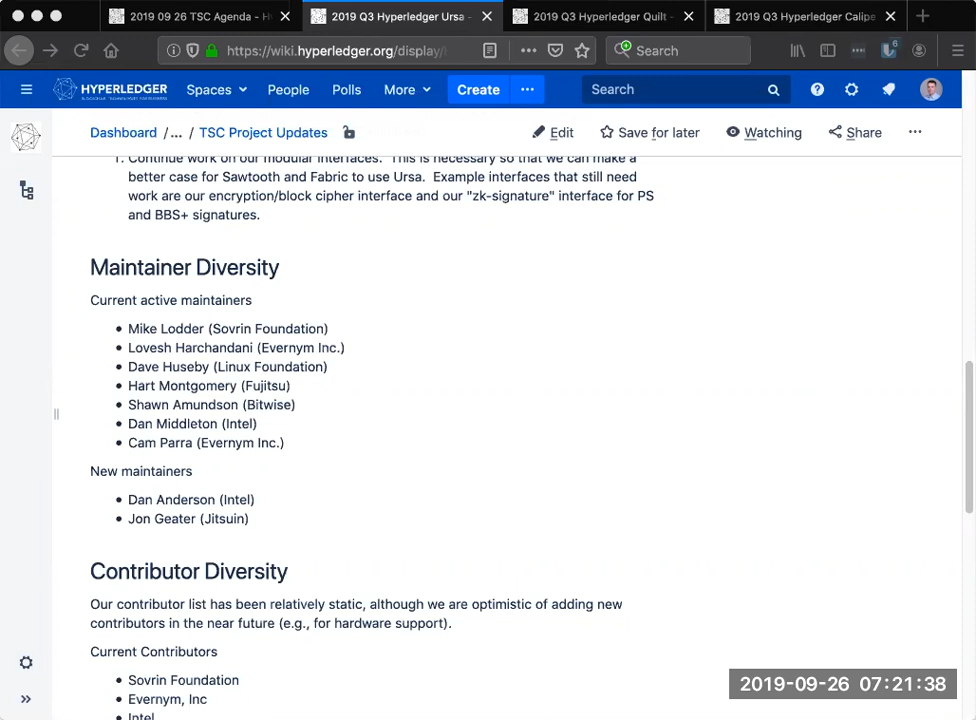 2019 09 26 TSC Agenda - H
2019 Q3 Hyperledger Ursa -
2019 Q3 Hyperledger Quilt -
2019 Q3 Hyperledger Calipe
https://wiki.hyperledger.org/display/
Search
6
HYPERLEDGER
Spaces
People
Polls
More
Create
Search
Dashboard /... / TSC Project Updates
Edit
Save for later
Watching
Share
1. Continue work on our modular interfaces. This is necessary so that we can make a
better case for Sawtooth and Fabric to use Ursa. Example interfaces that still need
work are our encryption/block cipher interface and our "zk-signature" interface for PS
and BBS+ signatures.
Maintainer Diversity
Current active maintainers
• Mike Lodder (Sovrin Foundation)
• Lovesh Harchandani (Evernym Inc.)
• Dave Huseby (Linux Foundation)
• Hart Montgomery (Fujitsu)
• Shawn Amundson (Bitwise)
• Dan Middleton (Intel)
• Cam Parra (Evernym Inc.)
New maintainers
• Dan Anderson (Intel)
• Jon Geater (Jitsuin)
Contributor Diversity
Our contributor list has been relatively static, although we are optimistic of adding new
contributors in the near future (e.g., for hardware support).
Current Contributors
• Sovrin Foundation
• Evernym, Inc
• Intel
2019-09-26 07:21:38